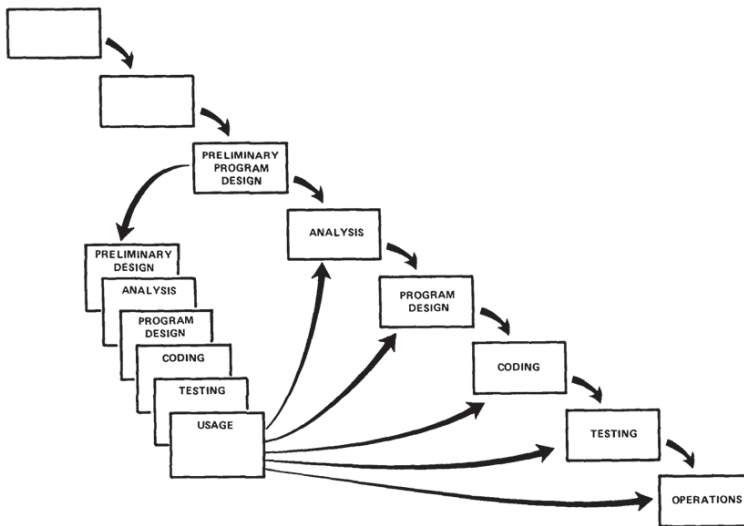 PRELIMINARY
PROGRAM
DESIGN
ANALYSIS
PROGRAM
DESIGN
CODING
TESTING
OPERATIONS
PRELIMINARY
DESIGN
ANALYSIS
PROGRAM
DESIGN
CODING
TESTING
USAGE